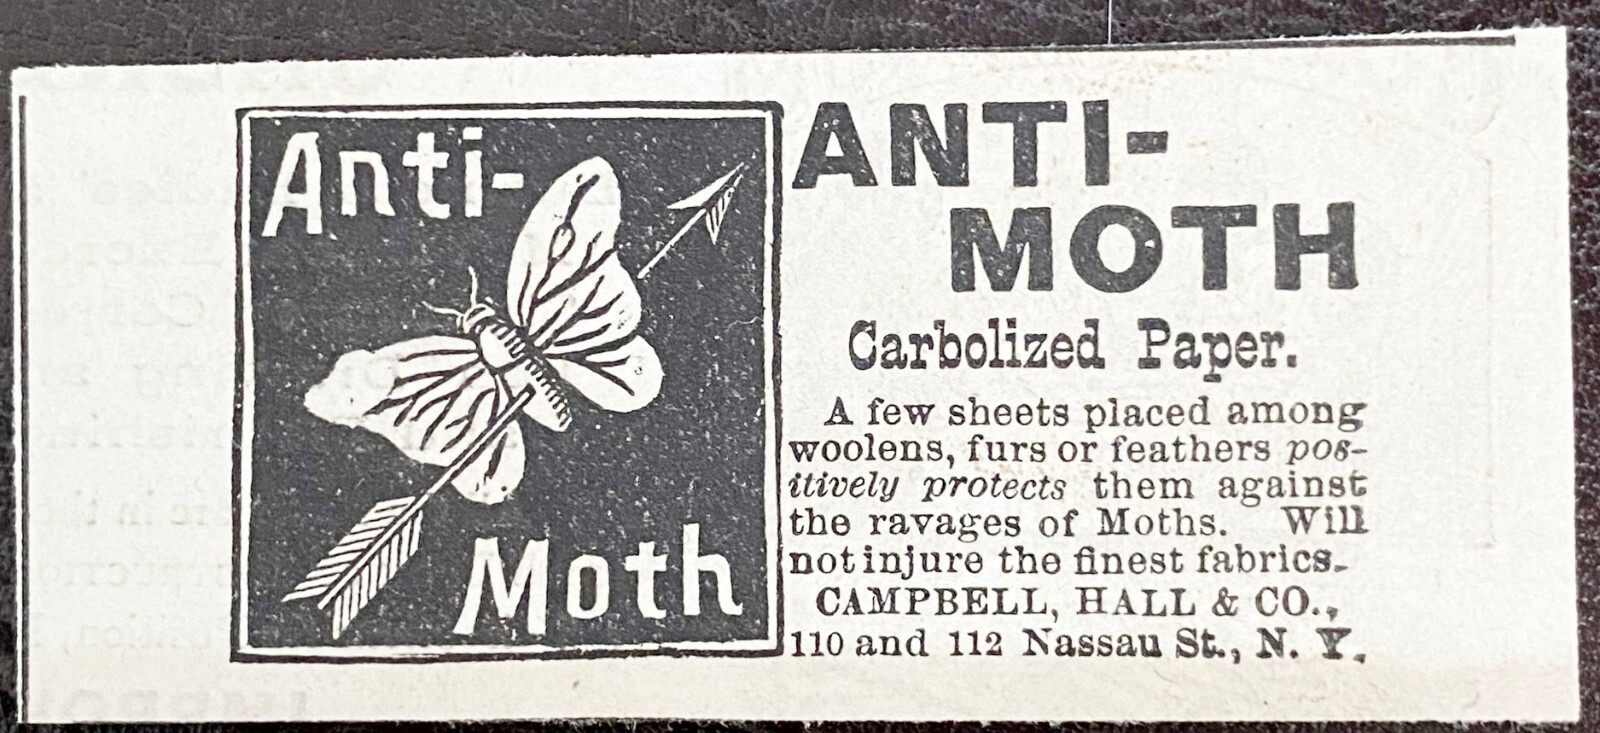 Anti-
Moth
ANTI-
MOTH
Carbolized Paper.
A few sheets placed among
woolens, furs or feathers pos-
itively protects them against
the ravages of Moths. Will
not injure the finest fabrics.
CAMPBELL, HALL & CO.,
110 and 112 Nassau St., N. Y.